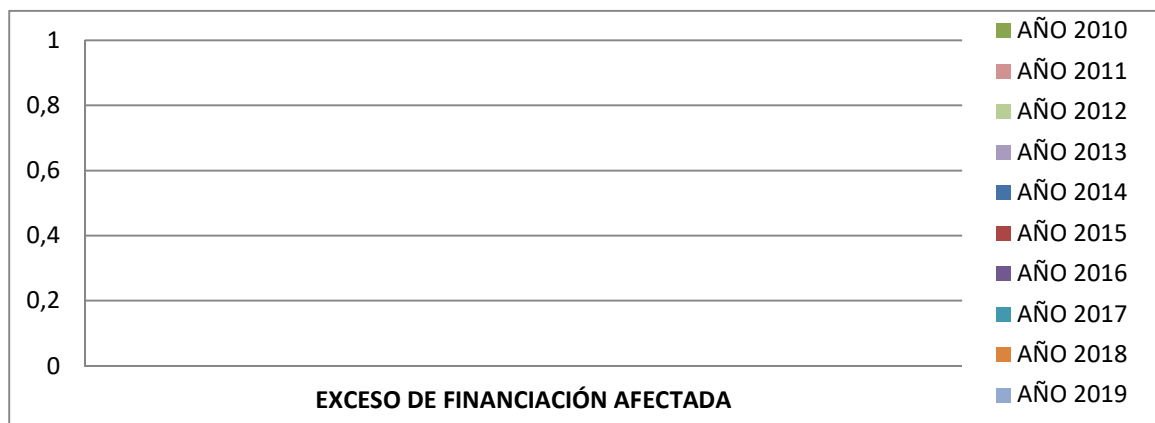 1
0,8
0,6
0,4
0,2
0
EXCESO DE FINANCIACIÓN AFECTADA
AÑO 2010
AÑO 2011
AÑO 2012
AÑO 2013
AÑO 2014
AÑO 2015
AÑO 2016
AÑO 2017
AÑO 2018
AÑO 2019